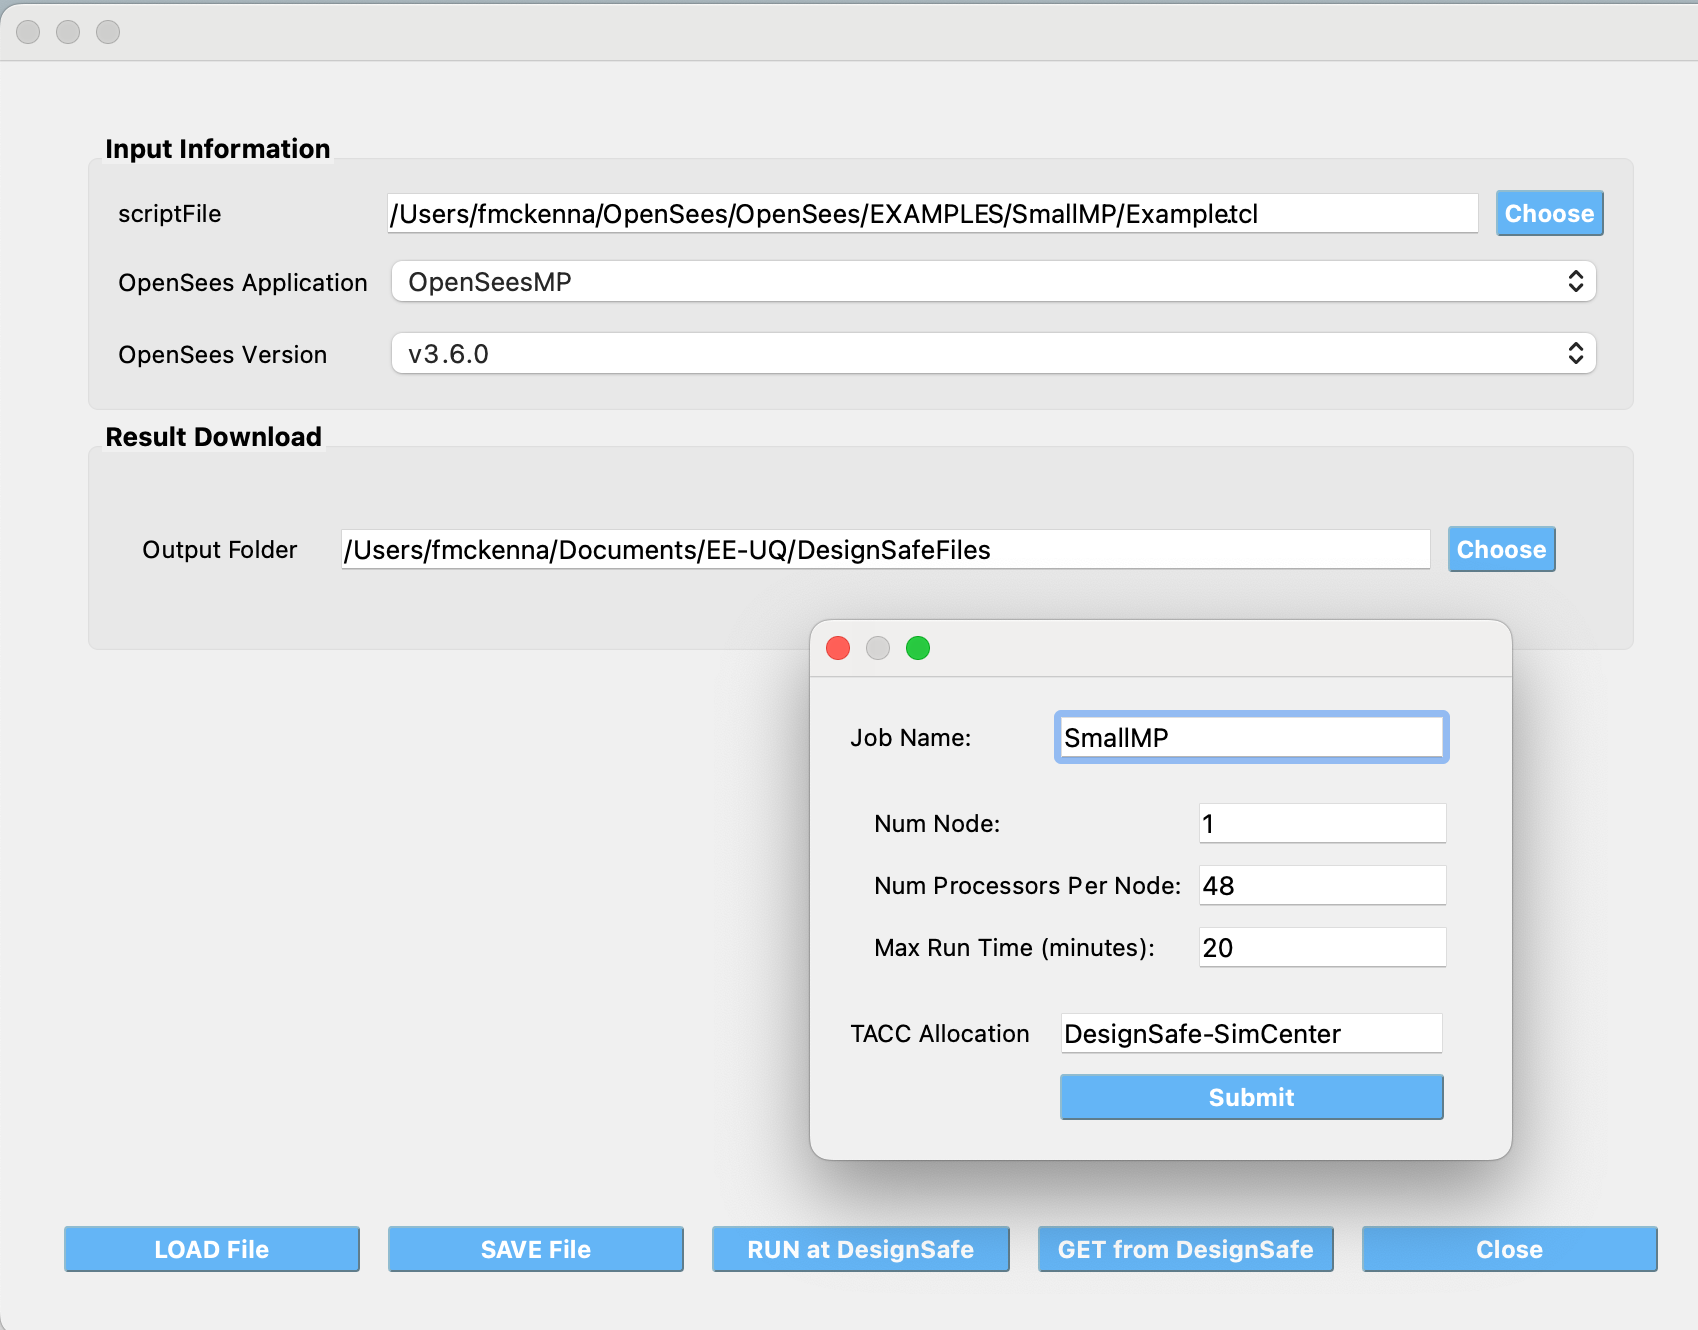 Input Information
scriptFile /Users/fmckenna/OpenSees/OpenSees/EXAMPLES/SmallMP/Example.tcl Choose
OpenSees Application OpenSeesMP
OpenSees Version v3.6.0
Result Download
Output Folder /Users/fmckenna/Documents/EE-UQ/DesignSafeFiles Choose
Job Name: SmallMP
Num Node: 1
Num Processors Per Node: 48
Max Run Time (minutes): 20
TACC Allocation DesignSafe-SimCenter
Submit
LOAD File SAVE File RUN at DesignSafe GET from DesignSafe Close